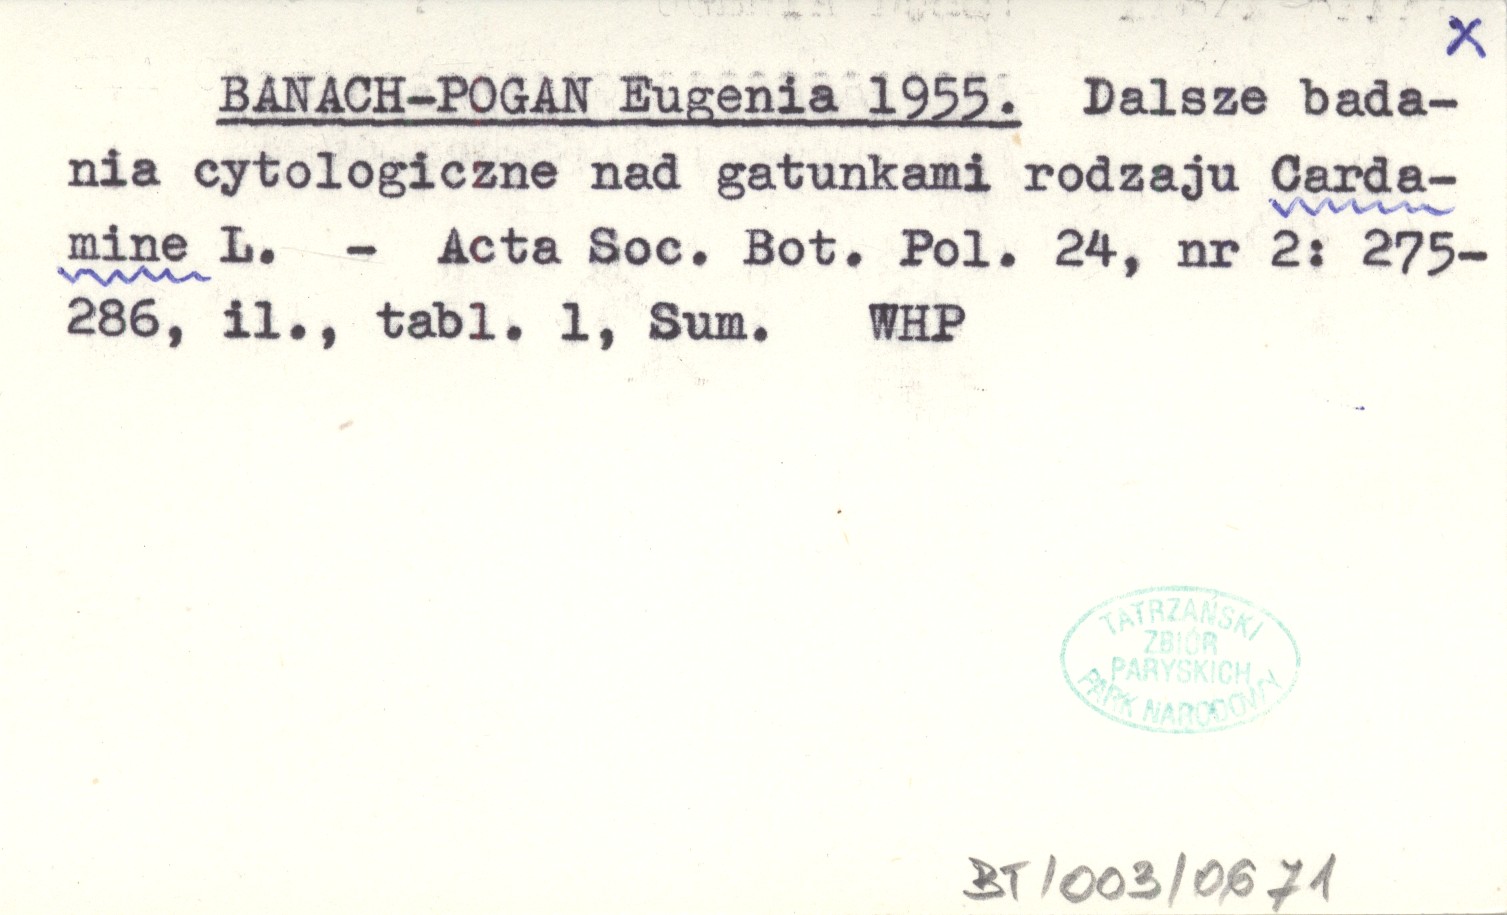 x
BANACH-POGAN Eugenia 1955. Dalsze bada-
nia cytologiczne nad gatunkami rodzaju Carda-
mine L. - Acta Soc. Bot. Pol. 24, nr 2: 275-
286, il., tabl. 1, Sum. WHP
TATRZAŃSKI
ZBIÓR
PARYSKICH
PARK NARODOWY
BT/003/0671